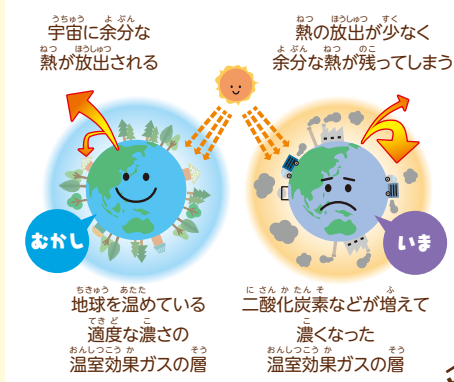 宇宙に余分な
熱が放出される
熱の放出が少なく
余分な熱が残ってしまう
むかし
いま
地球を温めている
適度な濃さの
温室効果ガスの層
二酸化炭素などが増えて
濃くなった
温室効果ガスの層